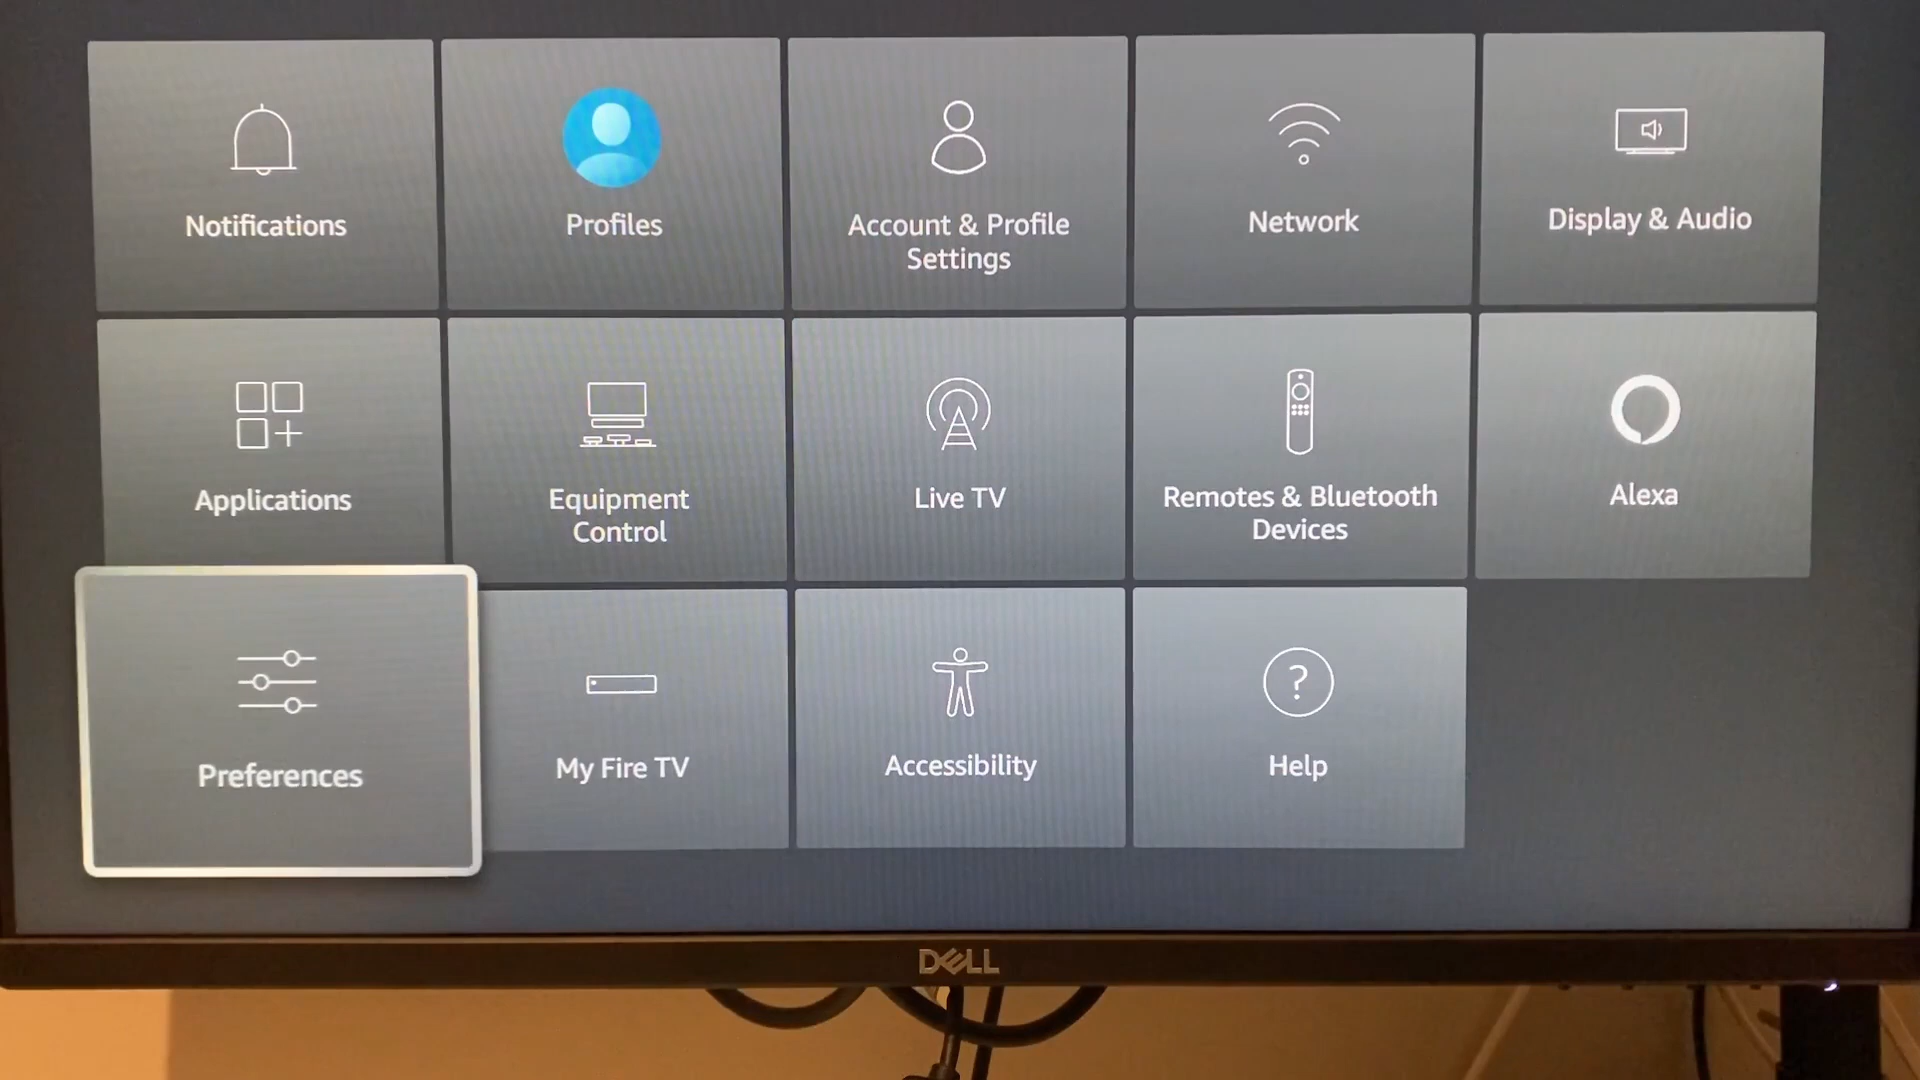 Notifications
Profiles
Account & Profile
Settings
Network
Display & Audio
Applications
Equipment
Control
Live TV
Remotes & Bluetooth
Devices
Alexa
Preferences
My Fire TV
Accessibility
?
Help
DELL